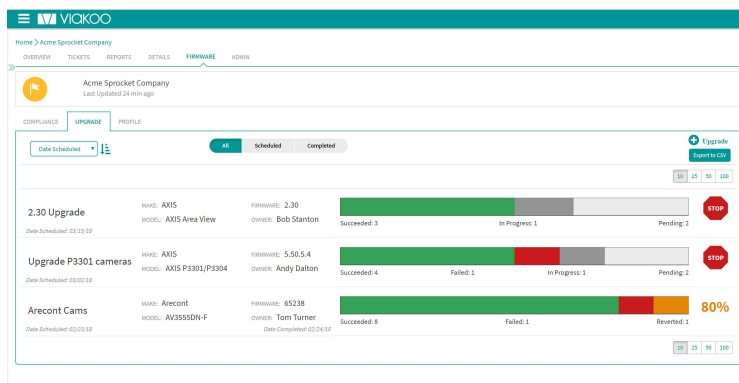 VIAKOO
Home > Acme Sprocket Company
OVERVIEW TICKETS REPORTS DETAILS FIRMWARE ADMIN
Acme Sprocket Company
Last Updated 24 min ago
COMPLIANCE UPGRADE PROFILE
Date Scheduled All Scheduled Completed Upgrade
Export to CSV
10 25 50 100
2.30 Upgrade
Date Scheduled: 03/15/18
MAKE: AXIS
MODEL: AXIS Area View
FIRMWARE: 2.30
OWNER: Bob Stanton
Succeeded: 3 In Progress: 1 Pending: 2
STOP
Upgrade P3301 cameras
Date Scheduled: 03/02/18
MAKE: AXIS
MODEL: AXIS P3301/P3304
FIRMWARE: 5.50.5.4
OWNER: Andy Dalton
Succeeded: 4 Failed: 1 In Progress: 1 Pending: 2
STOP
Arecont Cams
Date Scheduled: 02/23/18
MAKE: Arecont
MODEL: AV3555DN-F
FIRMWARE: 65238
OWNER: Tom Turner
Date Completed: 02/24/18
Succeeded: 8 Failed: 1 Reverted: 1
80%
10 25 50 100